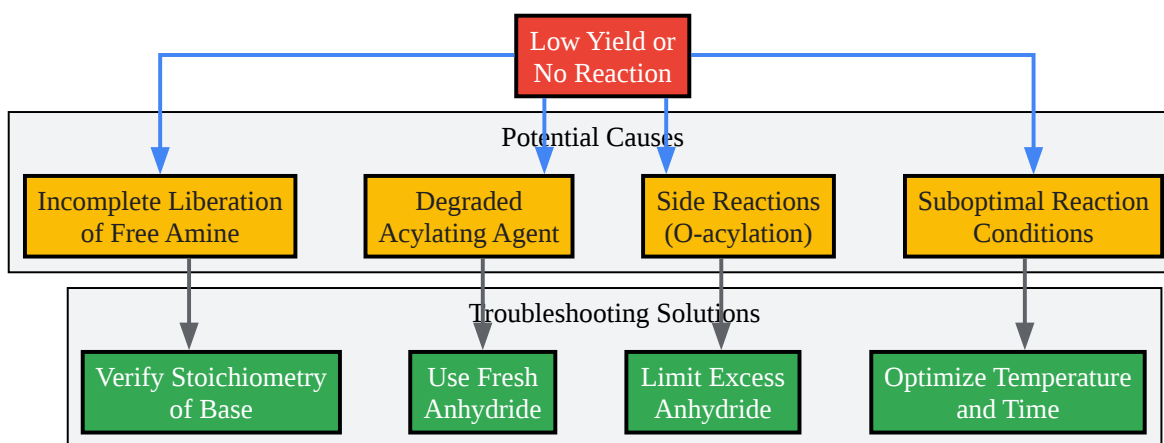 Low Yield or
No Reaction
Potential Causes
Incomplete Liberation
of Free Amine
Degraded
Acylating Agent
Side Reactions
(O-acylation)
Suboptimal Reaction
Conditions
Troubleshooting Solutions
Verify Stoichiometry
of Base
Use Fresh
Anhydride
Limit Excess
Anhydride
Optimize Temperature
and Time